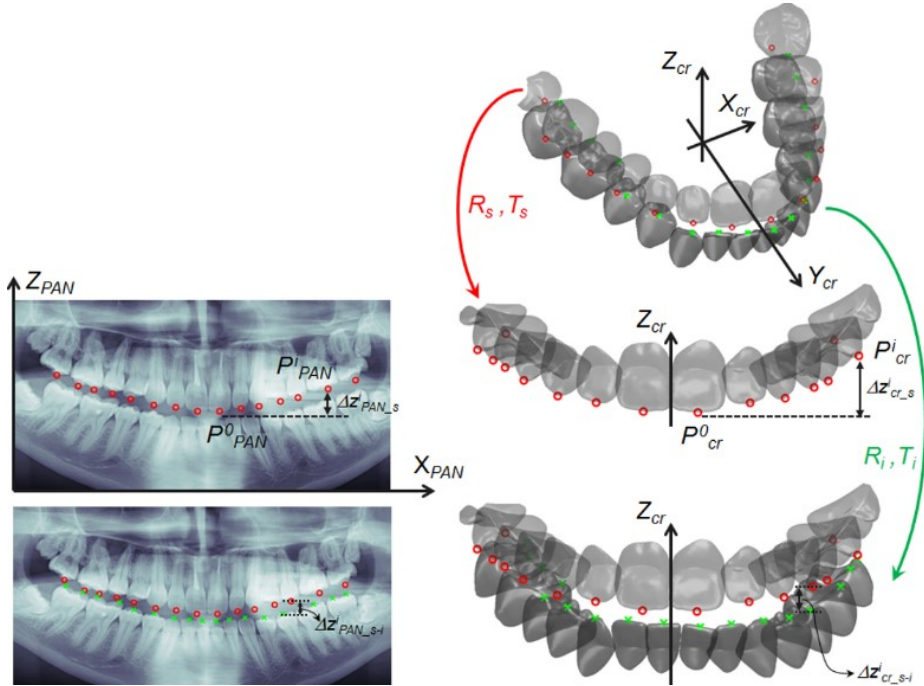 Z_cr
X_cr
R_s , T_s
Y_cr
Z_PAN
Z_cr
P^i_PAN
P^i_cr
Δz^i_PAN_s
Δz^i_cr_s
P^0_PAN
P^0_cr
R_i , T_i
X_PAN
Z_cr
Δz^i_PAN_s-i
Δz^i_cr_s-i